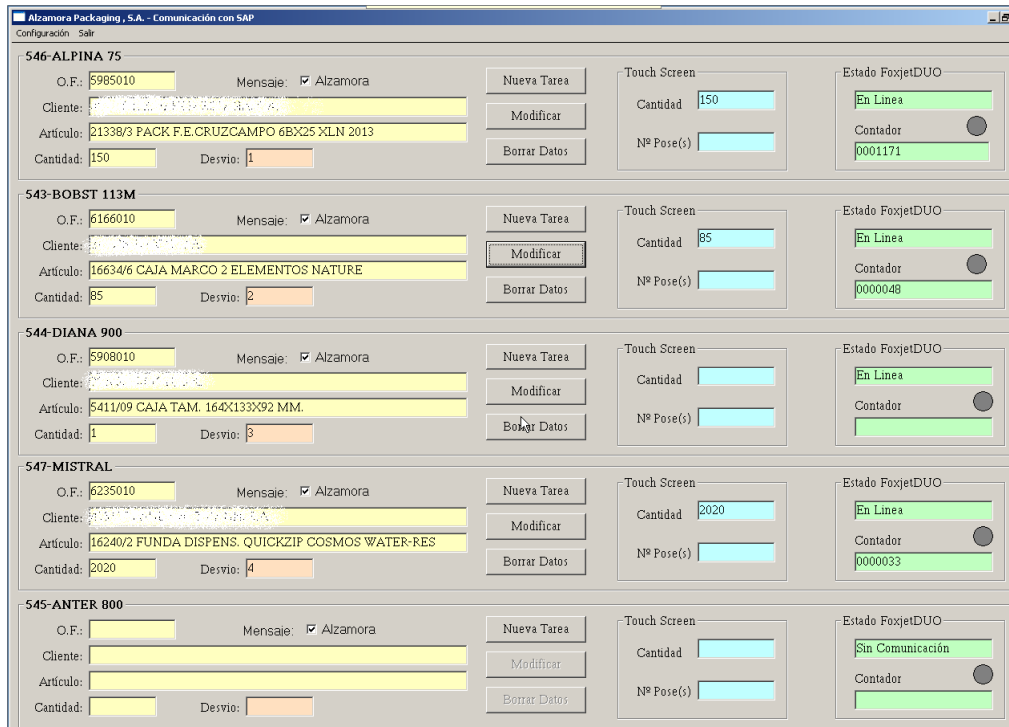 Alzamora Packaging , S.A. - Comunicación con SAP
Configuración Salir
546-ALPINA 75
O.F.: 5985010 Mensaje: Alzamora
Nueva Tarea
Touch Screen
Estado FoxjetDUO
Cliente:
Modificar
Cantidad 150
En Linea
Artículo: 21338/3 PACK F.E.CRUZCAMPO 6BX25 XLN 2013
Contador
Cantidad: 150 Desvio: 1
Borrar Datos
Nº Pose(s)
0001171
543-BOBST 113M
O.F.: 6166010 Mensaje: Alzamora
Nueva Tarea
Touch Screen
Estado FoxjetDUO
Cliente:
Modificar
Cantidad 85
En Linea
Artículo: 16634/6 CAJA MARCO 2 ELEMENTOS NATURE
Contador
Cantidad: 85 Desvio: 2
Borrar Datos
Nº Pose(s)
0000048
544-DIANA 900
O.F.: 5908010 Mensaje: Alzamora
Nueva Tarea
Touch Screen
Estado FoxjetDUO
Cliente:
Modificar
Cantidad
En Linea
Artículo: 5411/09 CAJA TAM. 164X133X92 MM.
Contador
Cantidad: 1 Desvio: 3
Borrar Datos
Nº Pose(s)
547-MISTRAL
O.F.: 6235010 Mensaje: Alzamora
Nueva Tarea
Touch Screen
Estado FoxjetDUO
Cliente:
Modificar
Cantidad 2020
En Linea
Artículo: 16240/2 FUNDA DISPENS. QUICKZIP COSMOS WATER-RES
Contador
Cantidad: 2020 Desvio: 4
Borrar Datos
Nº Pose(s)
0000033
545-ANTER 800
O.F.: Mensaje: Alzamora
Nueva Tarea
Touch Screen
Estado FoxjetDUO
Cliente:
Modificar
Cantidad
Sin Comunicación
Artículo:
Contador
Cantidad: Desvio:
Borrar Datos
Nº Pose(s)